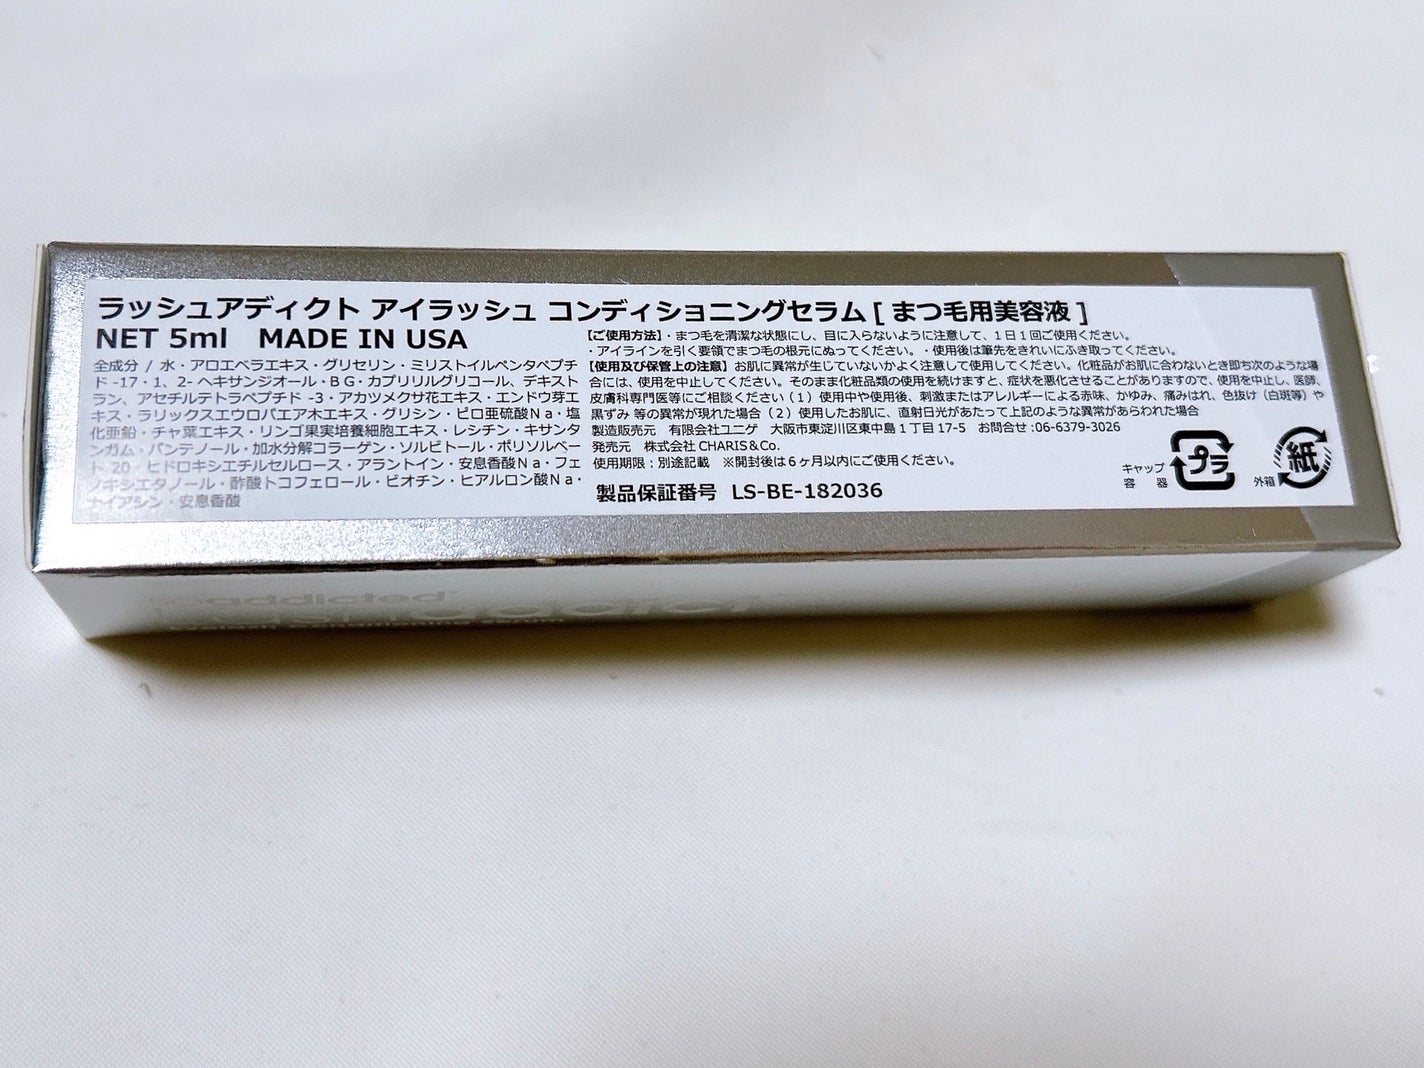 ラッシュアディクト アイラッシュ コンディショニングセラム [ まつ毛用美容液 ]
NET 5ml MADE IN USA
全成分 / 水・アロエベラエキス・グリセリン・ミリストイルペンタペプチ
ド -17・1、2- ヘキサンジオール・BG・カプリリルグリコール、デキスト
ラン、アセチルテトラペプチド -3・アカツメクサ花エキス・エンドウ芽エ
キス・ラリックスエウロパエア木エキス・グリシン・ピロ亜硫酸Na・塩
化亜鉛・チャ葉エキス・リンゴ果実培養細胞エキス・レシチン・キサンタ
ンガム・パンテノール・加水分解コラーゲン・ソルビトール・ポリソルベー
ト 20・ヒドロキシエチルセルロース・アラントイン・安息香酸Na・フェ
ノキシエタノール・酢酸トコフェロール・ビオチン・ヒアルロン酸Na・
ナイアシン・安息香酸
【ご使用方法】・まつ毛を清潔な状態にし、目に入らないように注意して、1日1回ご使用ください。
・アイラインを引く要領でまつ毛の根元にぬってください。・使用後は筆先をきれいにふき取ってください。
【使用及び保管上の注意】お肌に異常が生じていないかよく注意して使用してください。化粧品がお肌に合わないとき即ち次のような場
合には、使用を中止してください。そのまま化粧品類の使用を続けますと、症状を悪化させることがありますので、使用を中止し、医師、
皮膚科専門医等にご相談ください（1）使用中や使用後、刺激またはアレルギーによる赤味、かゆみ、痛みはれ、色抜け（白斑等）や
黒ずみ 等の異常が現れた場合（2）使用したお肌に、直射日光があたって上記のような異常があらわれた場合
製造販売元 有限会社ユニゲ 大阪市東淀川区東中島1丁目17-5 お問合せ:06-6379-3026
発売元 株式会社 CHARIS＆Co.
使用期限：別途記載 ※開封後は6ヶ月以内にご使用ください。
製品保証番号 LS-BE-182036
キャップ
容 器
プラ
外箱
紙
addicted